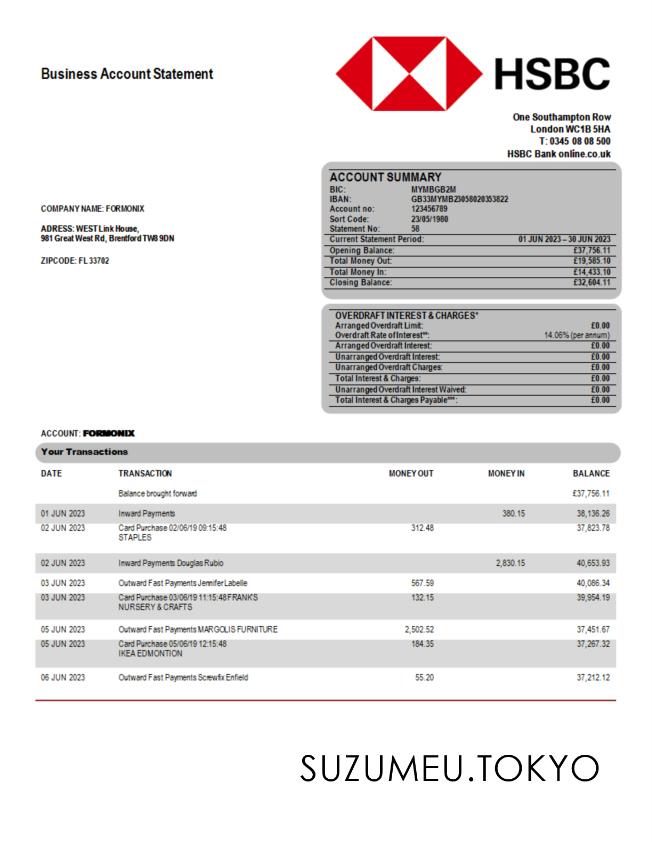 Business Account Statement
HSBC
One Southampton Row
London WC1B 5HA
T: 0345 08 08 500
HSBC Bank online.co.uk
ACCOUNT SUMMARY
BIC: MYMBGB2M
IBAN: GB33MYMB23058020353822
Account no: 123456789
Sort Code: 23/05/1980
Statement No: 58
Current Statement Period: 01 JUN 2023 – 30 JUN 2023
Opening Balance: £37,756.11
Total Money Out: £19,585.10
Total Money In: £14,433.10
Closing Balance: £32,604.11
COMPANY NAME: FORMONIX
ADRESS: WEST Link House,
981 Great West Rd, Brentford TW8 9DN
ZIPCODE: FL 33702
OVERDRAFT INTEREST & CHARGES*
Arranged Overdraft Limit: £0.00
Overdraft Rate of Interest**: 14.06% (per annum)
Arranged Overdraft Interest: £0.00
Unarranged Overdraft Interest: £0.00
Unarranged Overdraft Charges: £0.00
Total Interest & Charges: £0.00
Unarranged Overdraft Interest Waived: £0.00
Total Interest & Charges Payable***: £0.00
ACCOUNT: FORMONIX
Your Transactions
DATE TRANSACTION MONEY OUT MONEY IN BALANCE
Balance brought forward £37,756.11
01 JUN 2023 Inward Payments 380.15 38,136.26
02 JUN 2023 Card Purchase 02/06/19 09:15:48 312.48 37,823.78
STAPLES
02 JUN 2023 Inward Payments Douglas Rubio 2,830.15 40,653.93
03 JUN 2023 Outward Fast Payments Jennifer Labelle 567.59 40,086.34
03 JUN 2023 Card Purchase 03/06/19 11:15:48 FRANKS 132.15 39,954.19
NURSERY & CRAFTS
05 JUN 2023 Outward Fast Payments MARGOLIS FURNITURE 2,502.52 37,451.67
05 JUN 2023 Card Purchase 05/06/19 12:15:48 184.35 37,267.32
IKEA EDMONTION
06 JUN 2023 Outward Fast Payments Screwfix Enfield 55.20 37,212.12
SUZUMEU.TOKYO